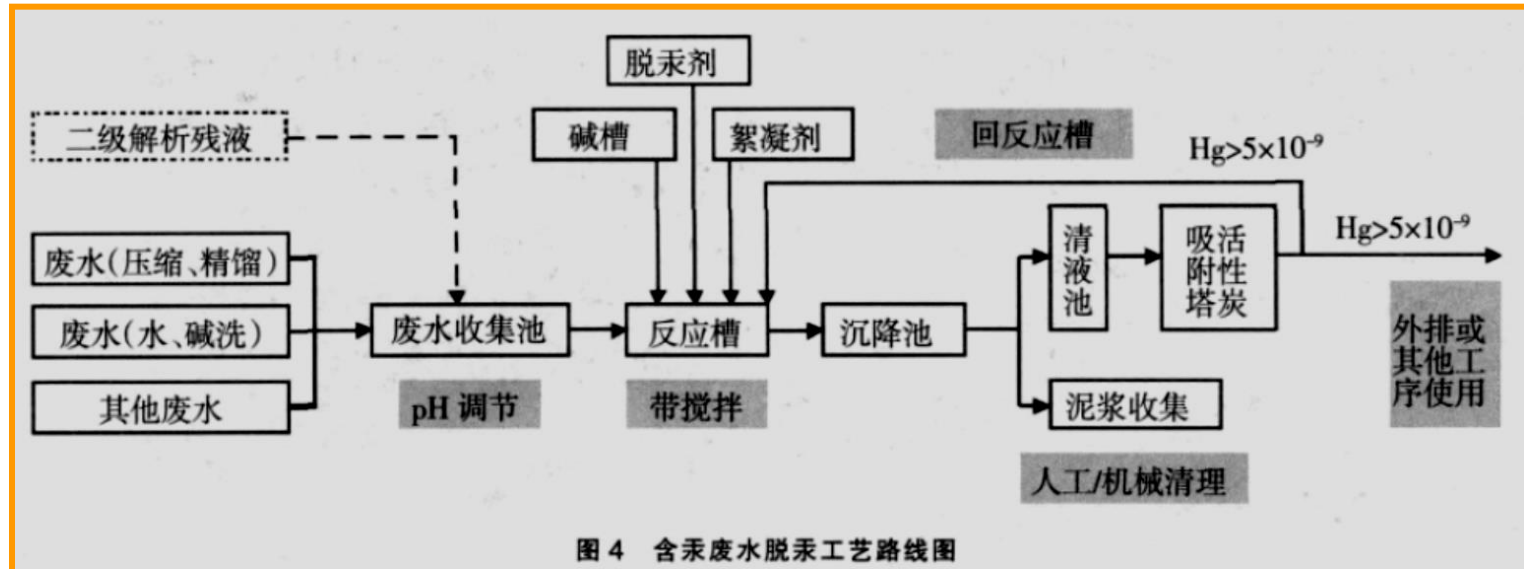 脱汞剂
二级解析残液
碱槽
絮凝剂
回反应槽
Hg>5×10⁻⁹
Hg>5×10⁻⁹
废水(压缩、精馏)
废水(水、碱洗)
其他废水
废水收集池
pH 调节
反应槽
带搅拌
沉降池
清
液
池
吸活
附性
塔炭
外排或
其他工
序使用
泥浆收集
人工/机械清理
图 4 含汞废水脱汞工艺路线图